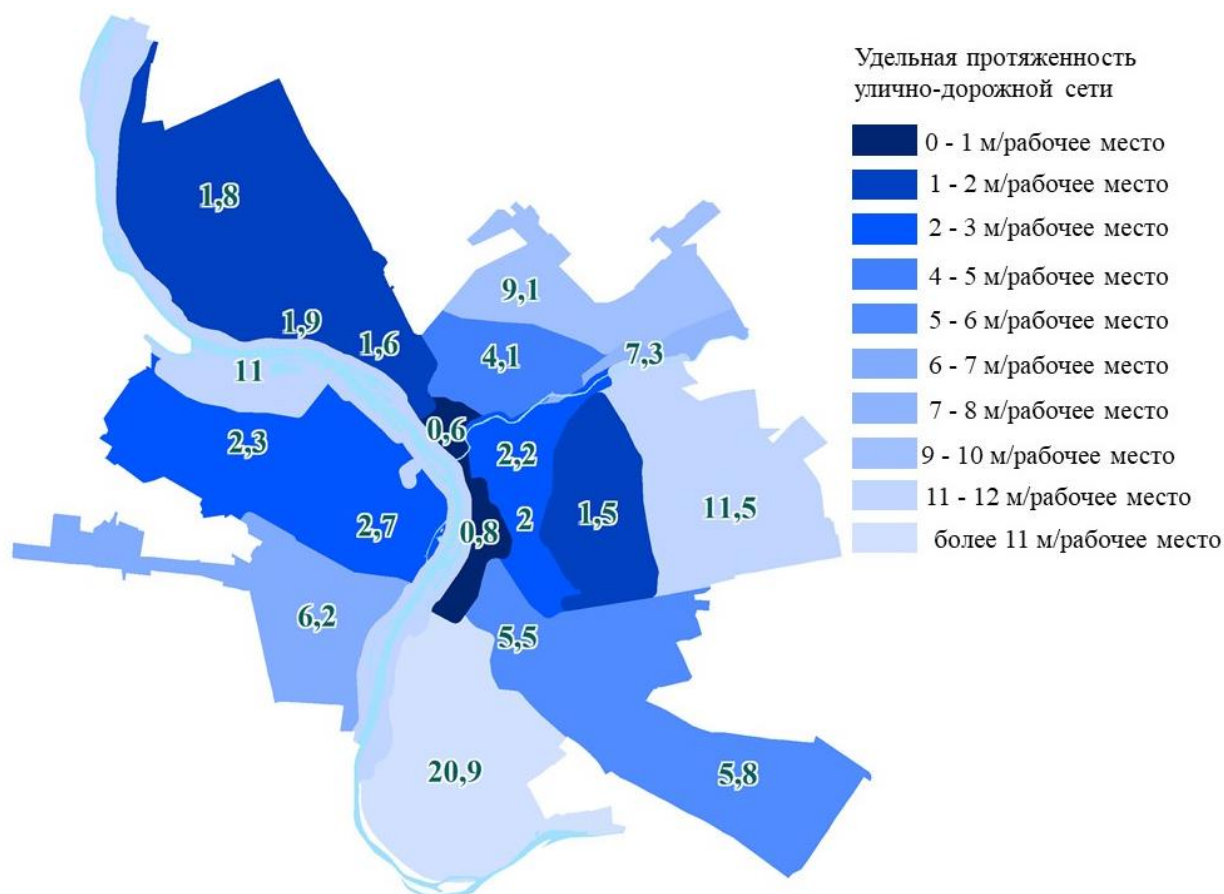 Удельная протяженность
улично-дорожной сети
0 - 1 м/рабочее место
1 - 2 м/рабочее место
2 - 3 м/рабочее место
4 - 5 м/рабочее место
5 - 6 м/рабочее место
6 - 7 м/рабочее место
7 - 8 м/рабочее место
9 - 10 м/рабочее место
11 - 12 м/рабочее место
более 11 м/рабочее место
1,8
9,1
1,9
1,6
4,1
7,3
11
0,6
2,3
2,2
2,7
0,8
2
1,5
11,5
6,2
5,5
20,9
5,8